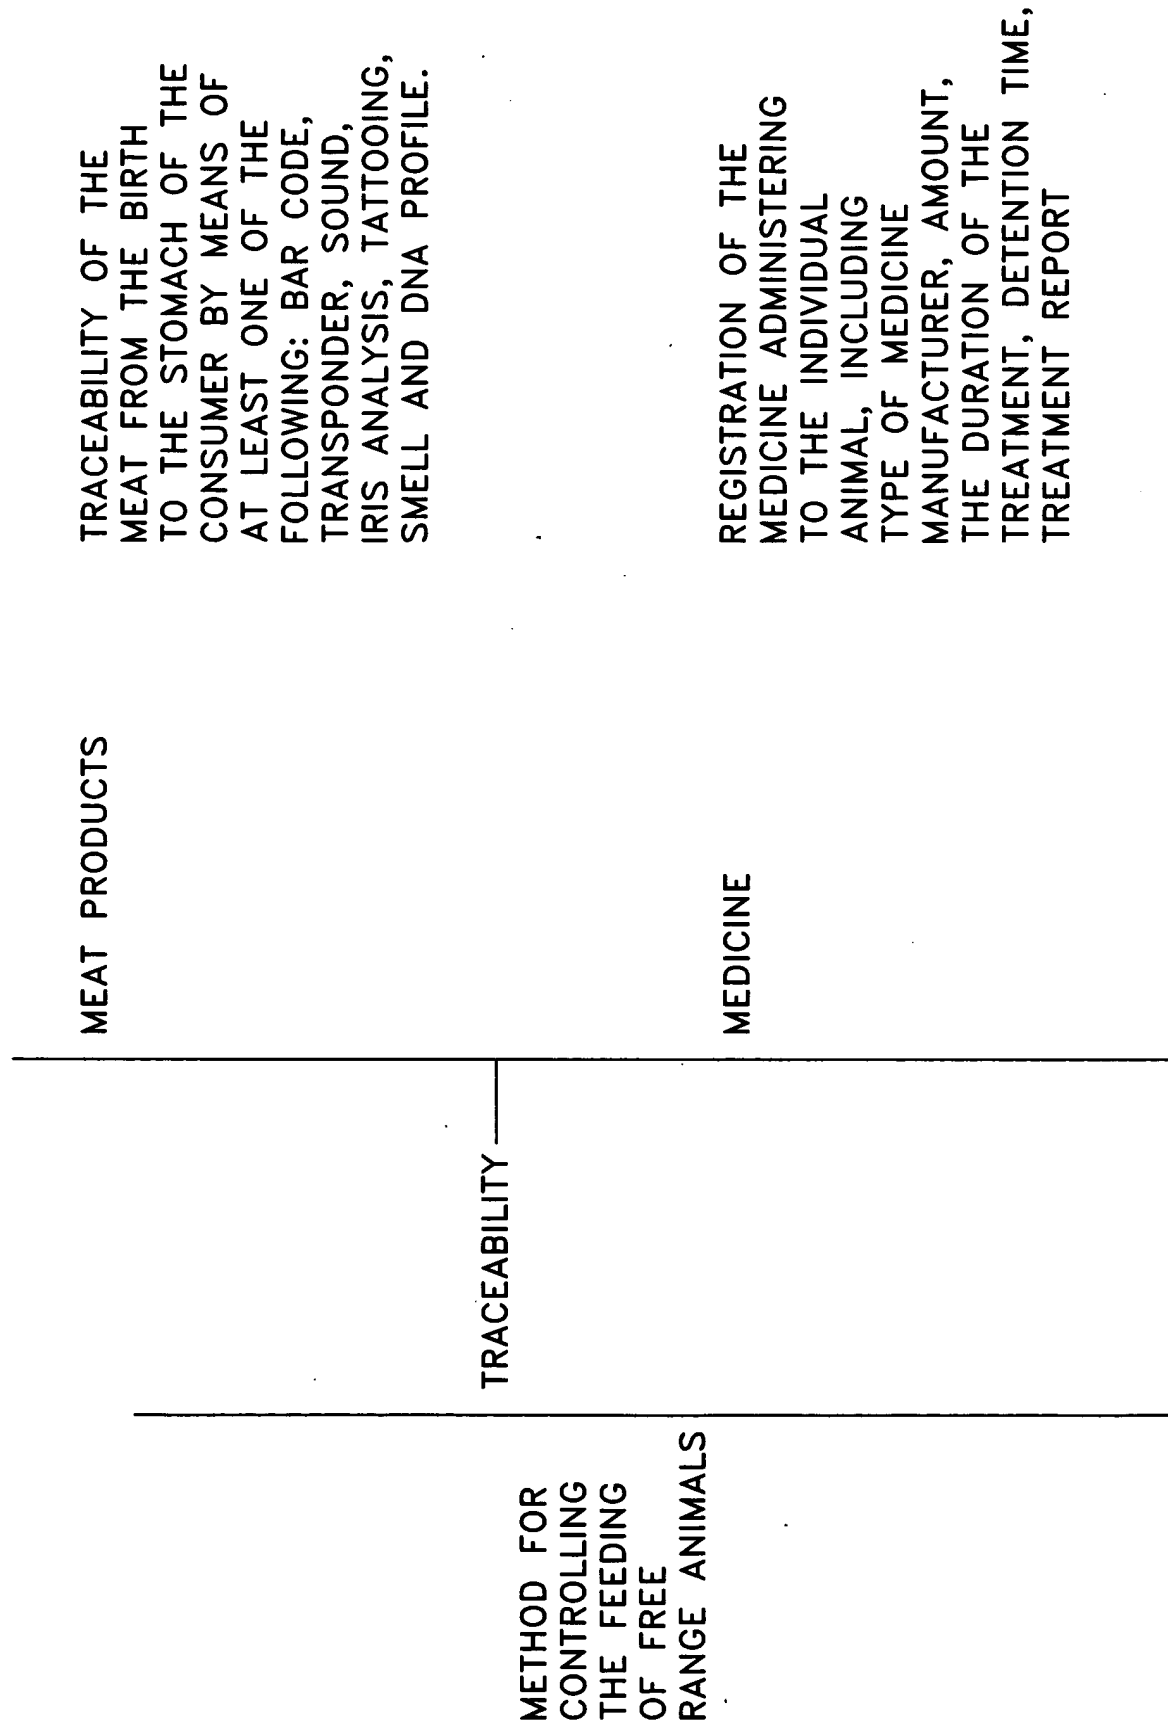 METHOD FOR
CONTROLLING
THE FEEDING
OF FREE
RANGE ANIMALS
TRACEABILITY
MEAT PRODUCTS
TRACEABILITY OF THE
MEAT FROM THE BIRTH
TO THE STOMACH OF THE
CONSUMER BY MEANS OF
AT LEAST ONE OF THE
FOLLOWING: BAR CODE,
TRANSPONDER, SOUND,
IRIS ANALYSIS, TATTOOING,
SMELL AND DNA PROFILE.
MEDICINE
REGISTRATION OF THE
MEDICINE ADMINISTERING
TO THE INDIVIDUAL
ANIMAL, INCLUDING
TYPE OF MEDICINE
MANUFACTURER, AMOUNT,
THE DURATION OF THE
TREATMENT, DETENTION TIME,
TREATMENT REPORT